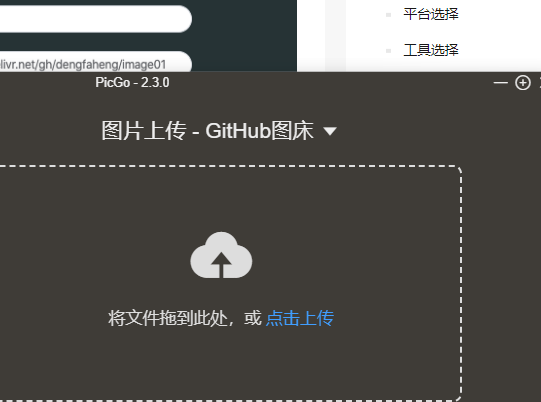 平台选择
工具选择
elivr.net/gh/dengfaheng/image01
PicGo - 2.3.0
图片上传 - GitHub图床
将文件拖到此处，或 点击上传